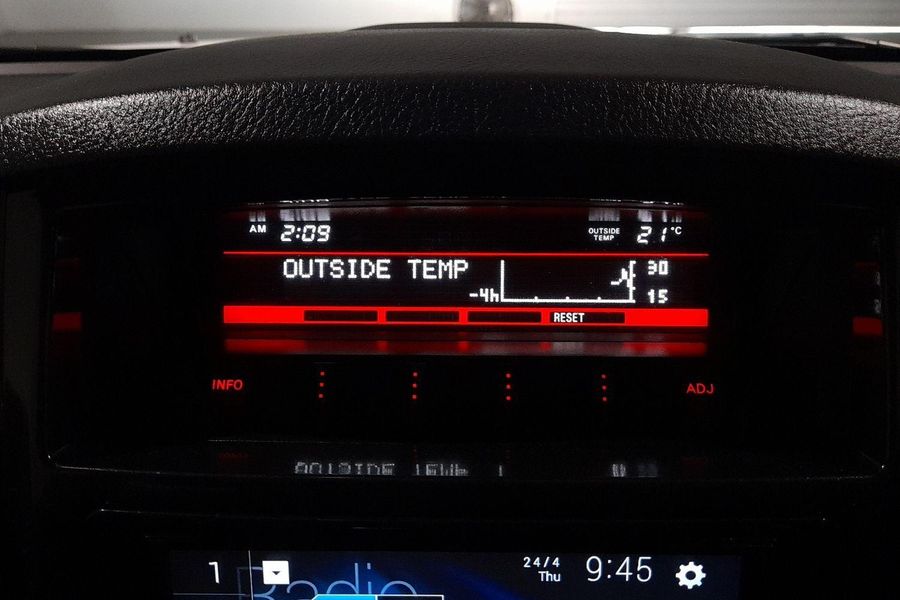 AM 2:09 OUTSIDE TEMP 21°C
OUTSIDE TEMP 30
-4h 15
RESET
INFO ADJ
1 Radio 24/4 Thu 9:45